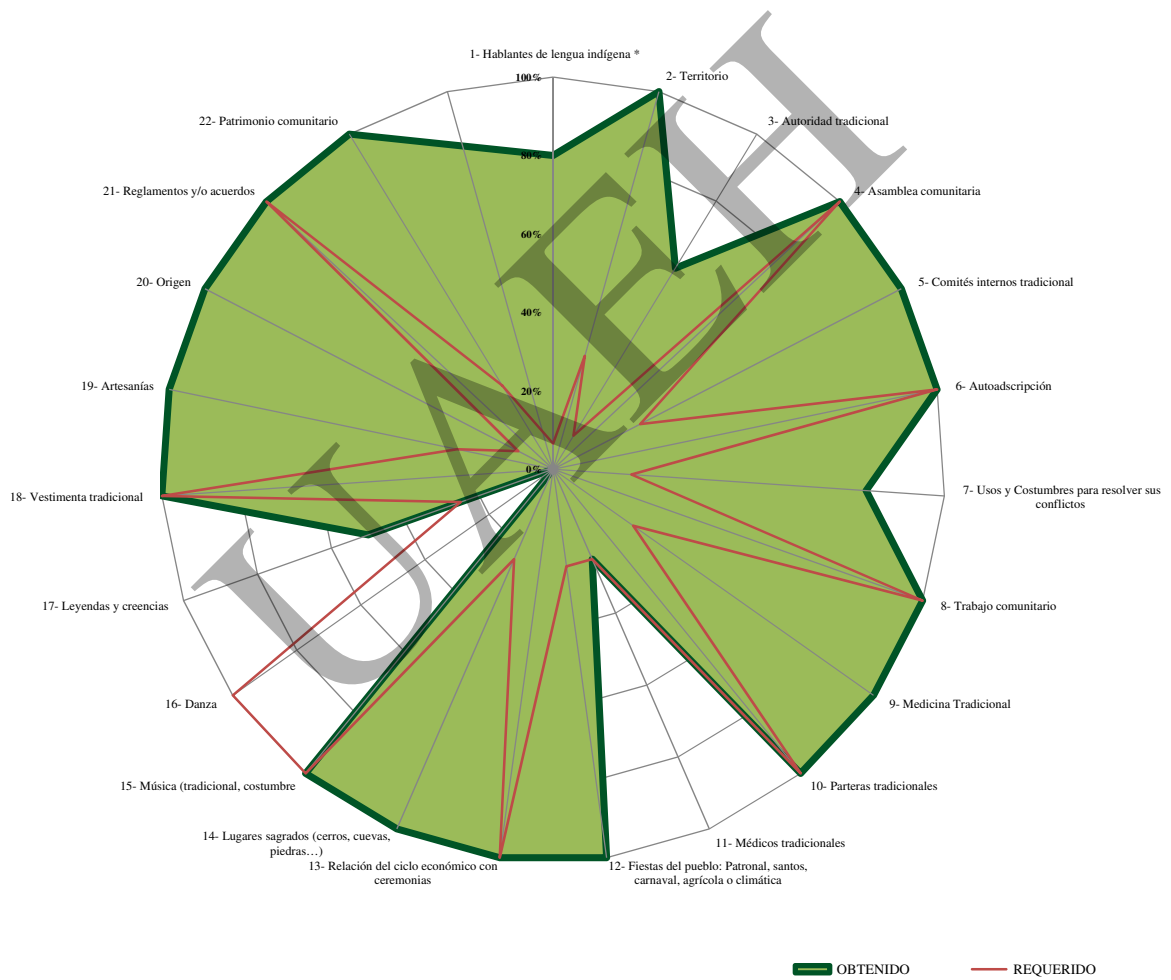 1- Hablantes de lengua indígena *
100%
80%
60%
40%
20%
0%
2- Territorio
3- Autoridad tradicional
4- Asamblea comunitaria
5- Comités internos tradicional
6- Autoadscripción
7- Usos y Costumbres para resolver sus
conflictos
8- Trabajo comunitario
9- Medicina Tradicional
10- Parteras tradicionales
11- Médicos tradicionales
12- Fiestas del pueblo: Patronal, santos,
carnaval, agrícola o climática
13- Relación del ciclo económico con
ceremonias
14- Lugares sagrados (cerros, cuevas,
piedras…)
15- Música (tradicional, costumbre
16- Danza
17- Leyendas y creencias
18- Vestimenta tradicional
19- Artesanías
20- Origen
21- Reglamentos y/o acuerdos
22- Patrimonio comunitario
UAEH
OBTENIDO
REQUERIDO